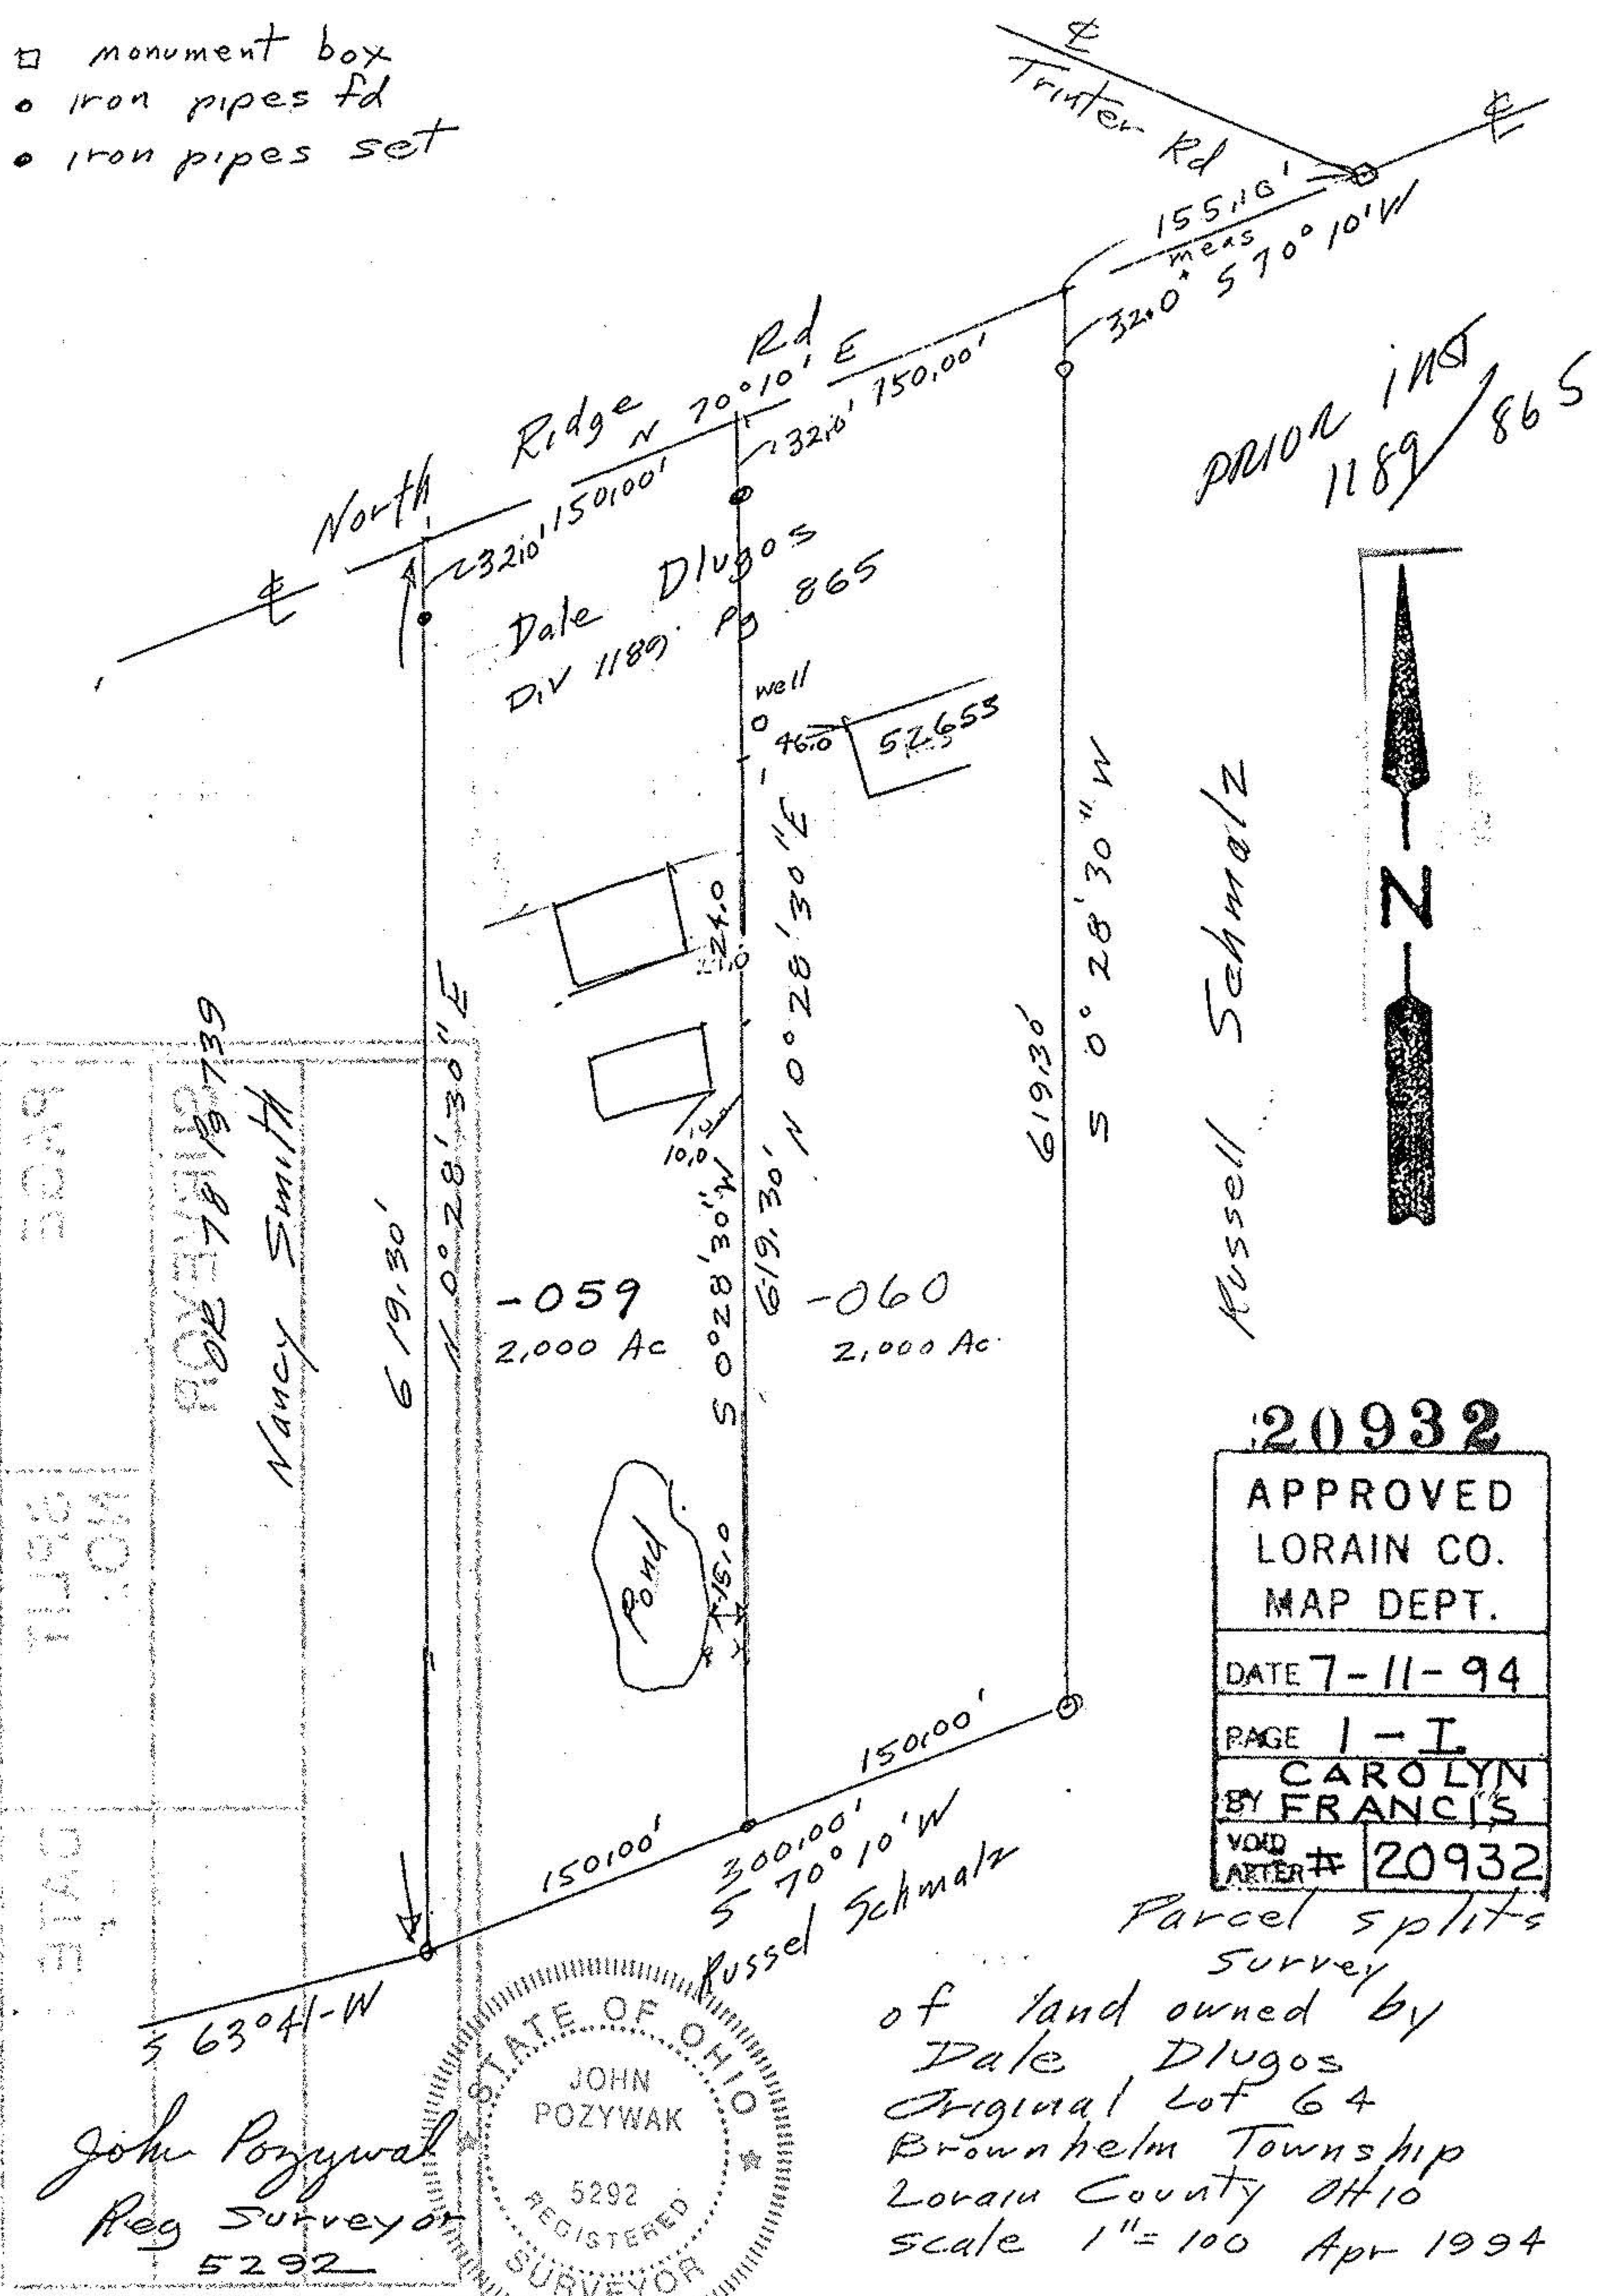 monument box
iron pipes fd
iron pipes set
℄
Trinter Rd
℄
155.10'
meas
S 70° 10' W
32.0'
PRIOR inst
1189/865
North Ridge Rd
℄
N 70°10' E
150.00'
150.00'
32.0'
32.0'
Dale Dlugos
D.V 1189 Pg 865
well
46.0
52655
24.0
10.0
N 0° 28' 30" E
619.30'
S 0° 28' 30" W
N 0° 28' 30" E
619.30'
619.30'
S 0° 28' 30" W
Russell Schmalz
N
OR 78 Pg 739
Nancy Smith
-059
2.000 Ac
-060
2.000 Ac.
Pond
15.0
150.00'
150.00'
300.00'
S 70° 10' W
Russel Schmalz
S 63°41-W
20932
APPROVED
LORAIN CO.
MAP DEPT.
DATE 7-11-94
PAGE 1-I
BY CAROLYN FRANCIS
VOID AFTER # 20932
Parcel splits
survey
of land owned by
Dale Dlugos
Original Lot 64
Brownhelm Township
Lorain County OHIO
scale 1"=100 Apr 1994
STATE OF OHIO
JOHN
POZYWAK
5292
REGISTERED
SURVEYOR
John Pozywak
Reg Surveyor
5292